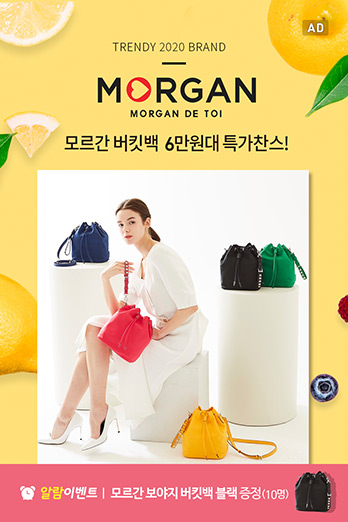 AD
TRENDY 2020 BRAND
MORGAN
MORGAN DE TOI
모르간 버킷백 6만원대 특가찬스!
알람이벤트 | 모르간 보야지 버킷백 블랙 증정(10명)